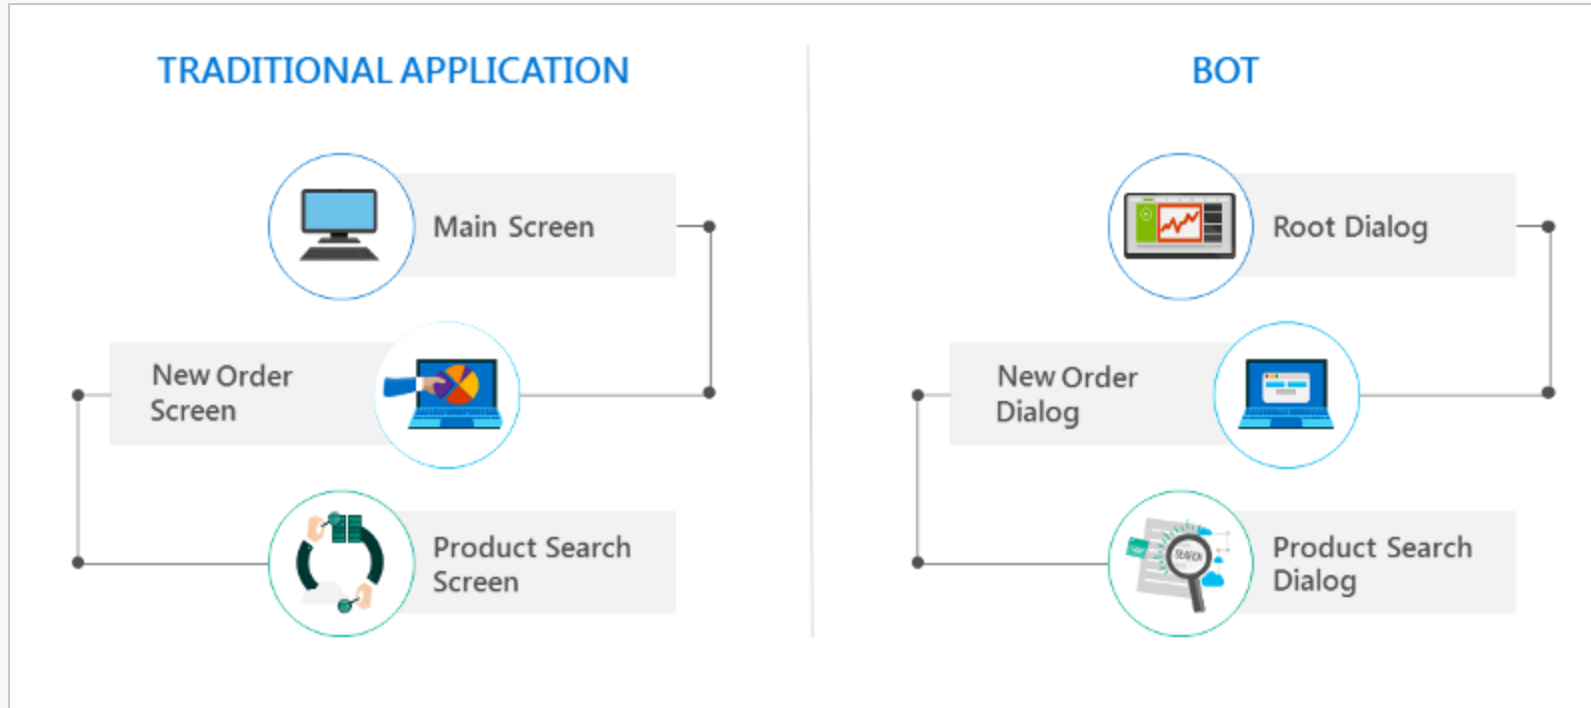 TRADITIONAL APPLICATION
Main Screen
New Order
Screen
Product Search
Screen
BOT
Root Dialog
New Order
Dialog
SEARCH
Product Search
Dialog